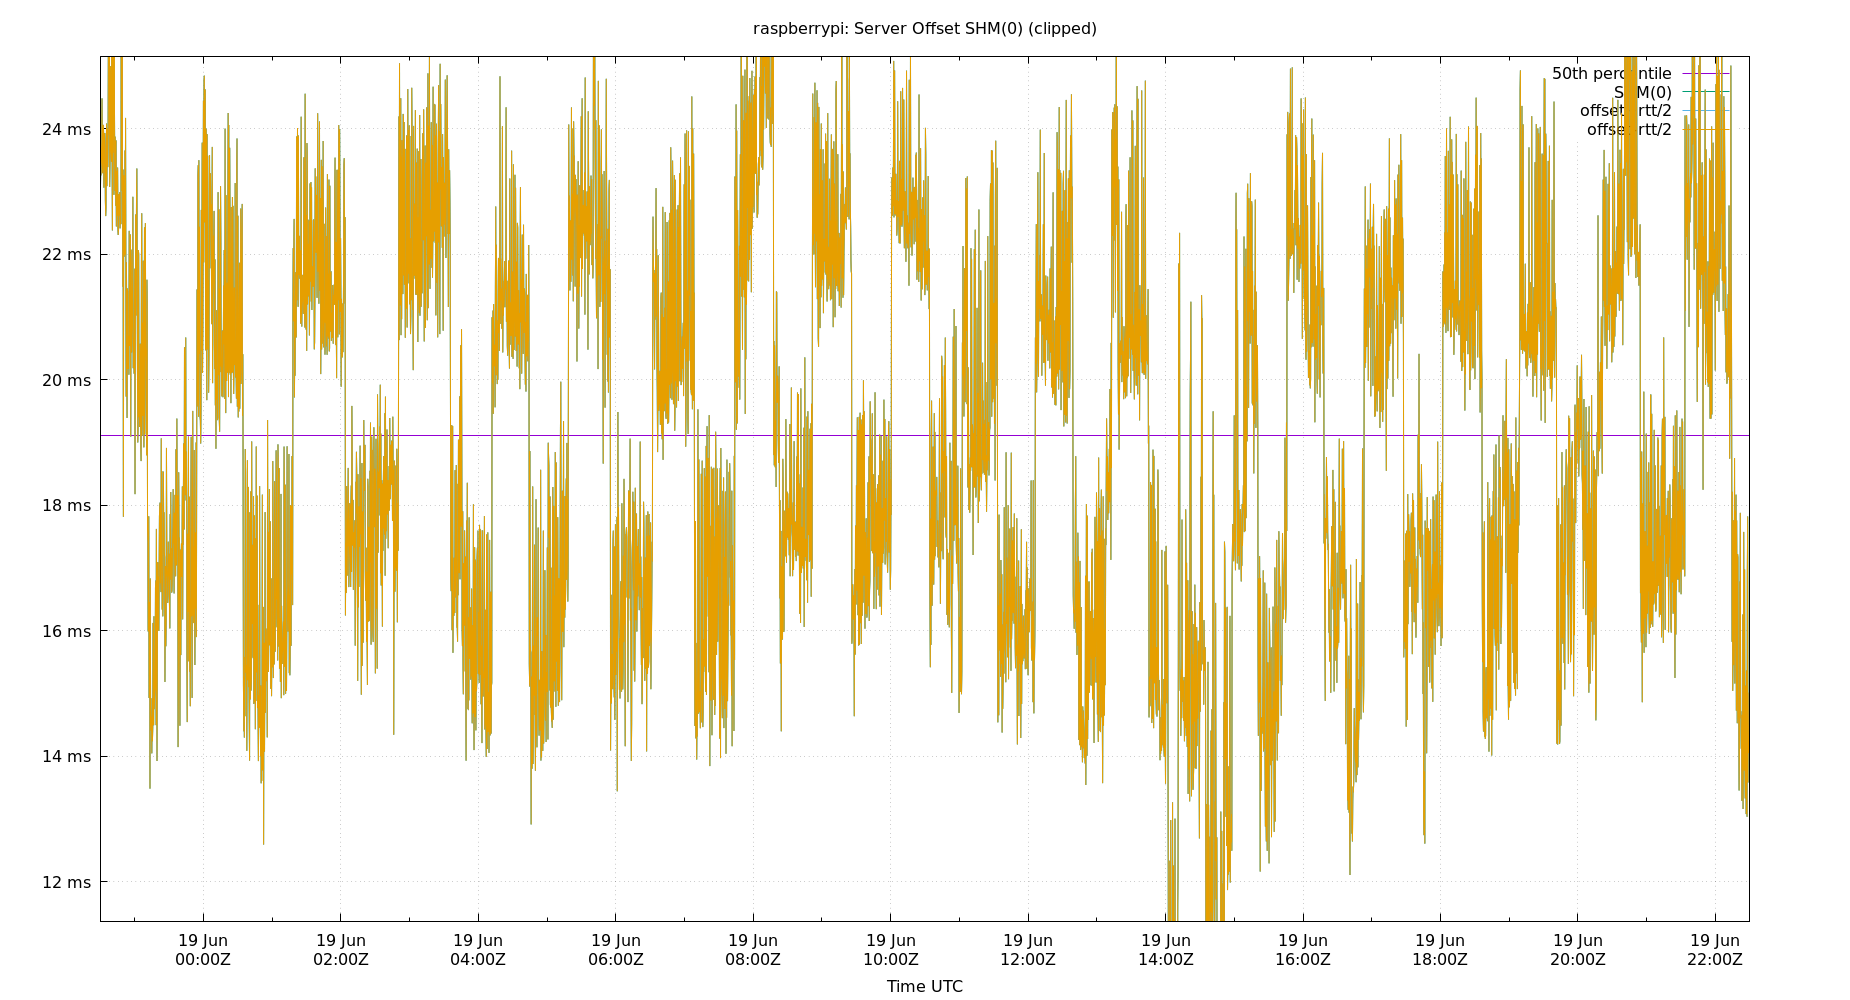 raspberrypi: Server Offset SHM(0) (clipped)
50th percentile
SHM(0)
offset rtt/2
offset rtt/2
24 ms
22 ms
20 ms
18 ms
16 ms
14 ms
12 ms
19 Jun 19 Jun 19 Jun 19 Jun 19 Jun 19 Jun 19 Jun 19 Jun 19 Jun 19 Jun 19 Jun 19 Jun
00:00Z 02:00Z 04:00Z 06:00Z 08:00Z 10:00Z 12:00Z 14:00Z 16:00Z 18:00Z 20:00Z 22:00Z
Time UTC